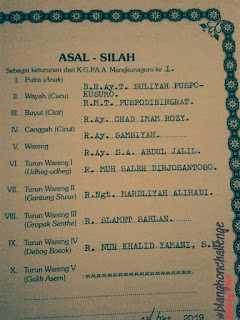 ASAL - SILAH
Sebagai keturunan dari K.G.P.A.A. Mangkunagoro ke I.
I. Putra (Anak) B.R.Ay.T. SULIYAH PUSPO-
KUSUMO.
II. Wayah (Cucu) R.M.T. PURPODININGRAT.
III. Buyut (Cicit) R.Ay. CHAD IMAM ROZY.
IV. Canggah (Cicid) R.Ay. SAMSIYAH.
V. Wareng R.Ay. S.A. ABDUL JALIL.
VI. Turun Wareng I R. MUH SALEH DIRJOSANTOSO.
(Udheg-udheg)
VII. Turun Wareng II R.Ngt. MARDLIYAH ALIHADI.
(Gantung Siwur)
VIII. Turun Wareng III R. SLAMET SAHLAN.
(Gropak Senthe)
IX. Turun Wareng IV R. NUR KHALID YAMANI, S.
(Debog Bosok)
X. Turun Wareng V
(Galih Asem)
2019
#blangkonchallenge